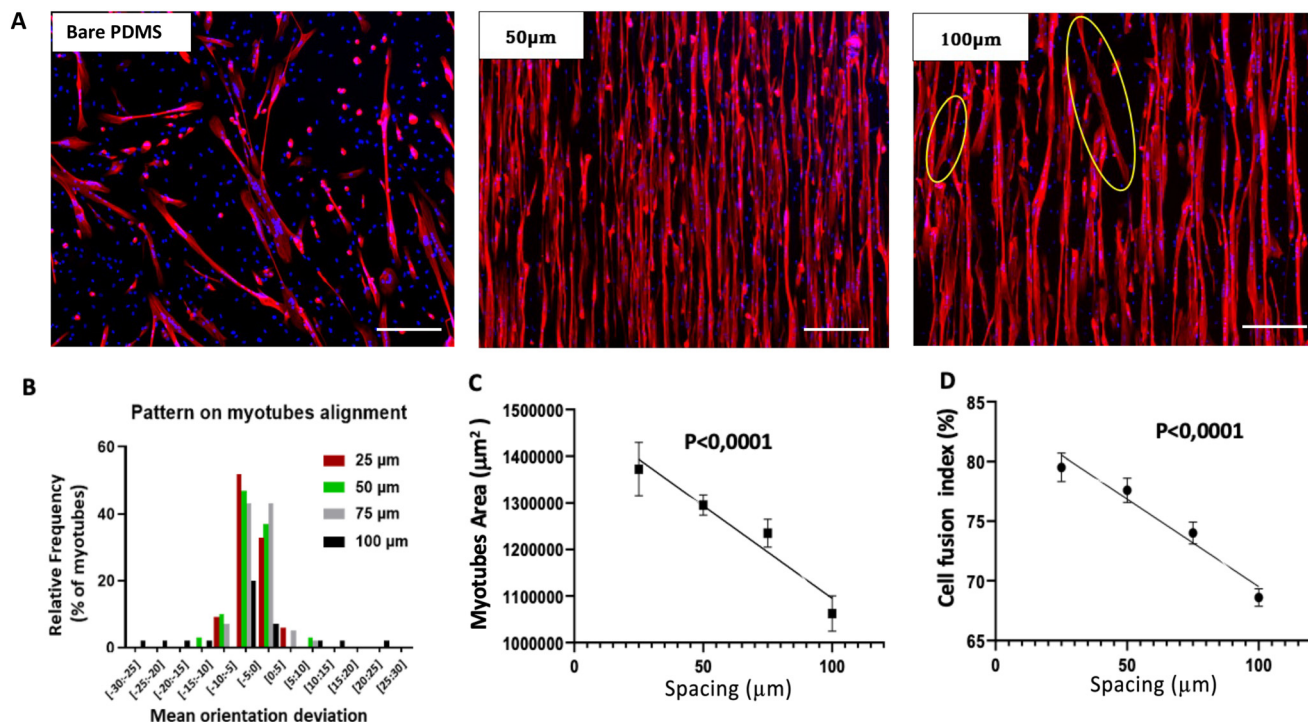 A
Bare PDMS
50µm
100µm
B
Pattern on myotubes alignment
Relative Frequency
(% of myotubes)
60
40
20
0
25 µm
50 µm
75 µm
100 µm
[-30:-25]
[-25:-20]
[-20:-15]
[-15:-10]
[-10:-5]
[-5:0]
[0:5]
[5:10]
[10:15]
[15:20]
[20:25]
[25:30]
Mean orientation deviation
C
Myotubes Area (µm²)
1500000
1400000
1300000
1200000
1100000
1000000
P<0,0001
0
50
100
Spacing (µm)
D
Cell fusion index (%)
85
80
75
70
65
P<0,0001
0
50
100
Spacing (µm)